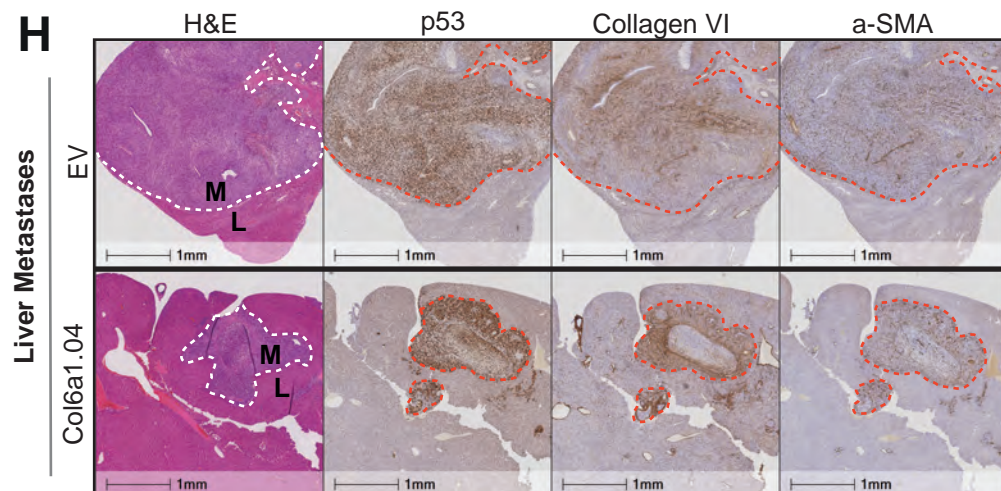 H
H&E
p53
Collagen VI
a-SMA
Liver Metastases
EV
M
L
1mm
1mm
1mm
1mm
Col6a1.04
M
L
1mm
1mm
1mm
1mm